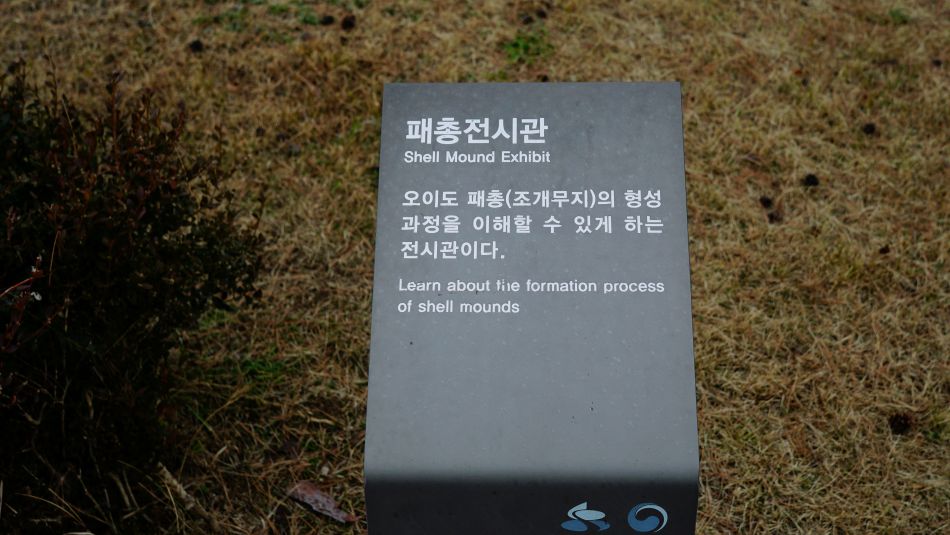 패총전시관
Shell Mound Exhibit
오이도 패총(조개무지)의 형성
과정을 이해할 수 있게 하는
전시관이다.
Learn about the formation process
of shell mounds